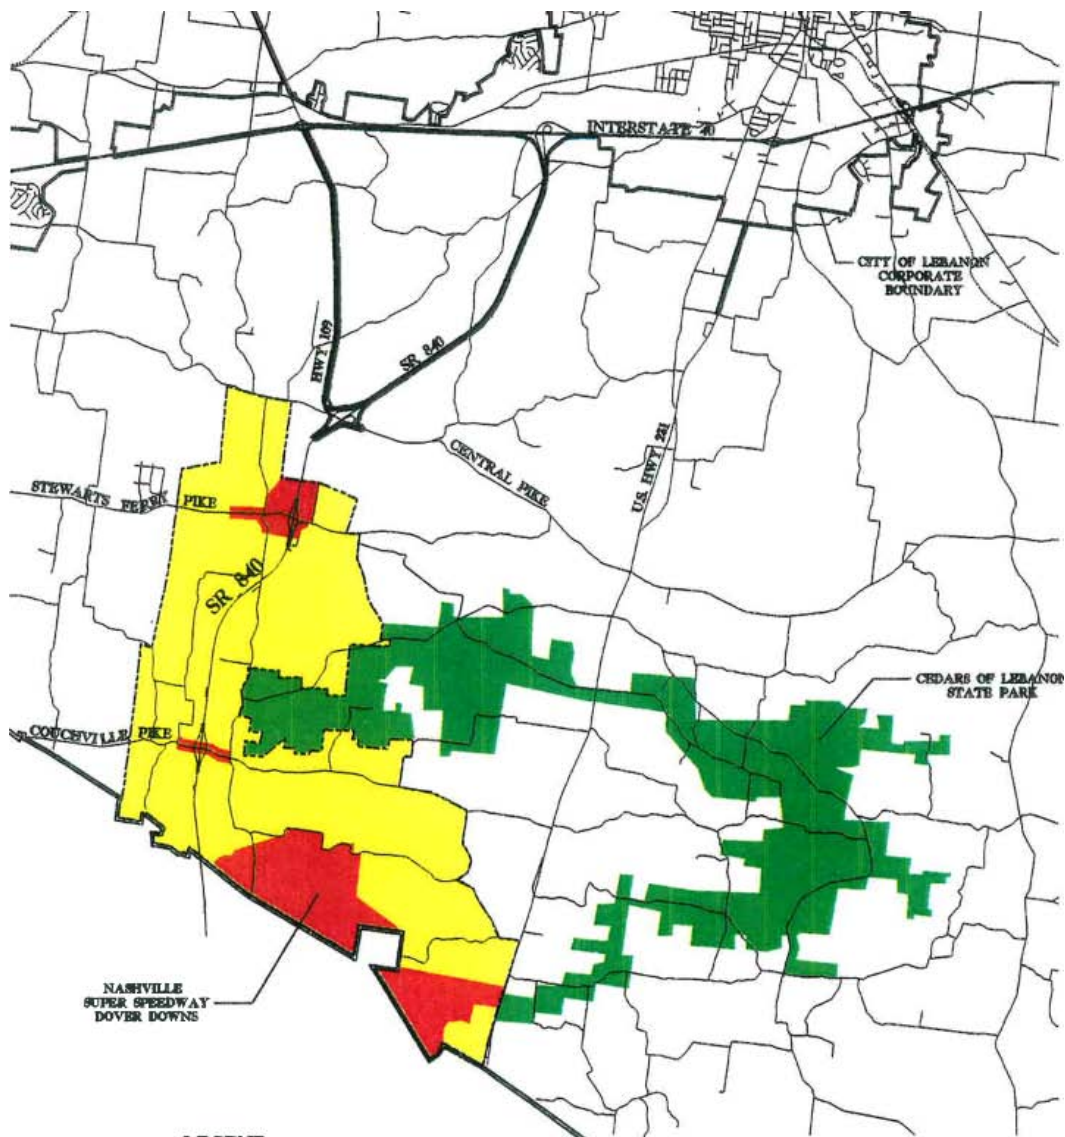 INTERSTATE 40
CITY OF LEBANON
CORPORATE
BOUNDARY
HWY 109
SR 840
CENTRAL PIKE
U.S. HWY 231
STEWARTS FERRY PIKE
SR 840
CEDARS OF LEBANON
STATE PARK
COUCHVILLE PIKE
NASHVILLE
SUPER SPEEDWAY
DOVER DOWNS